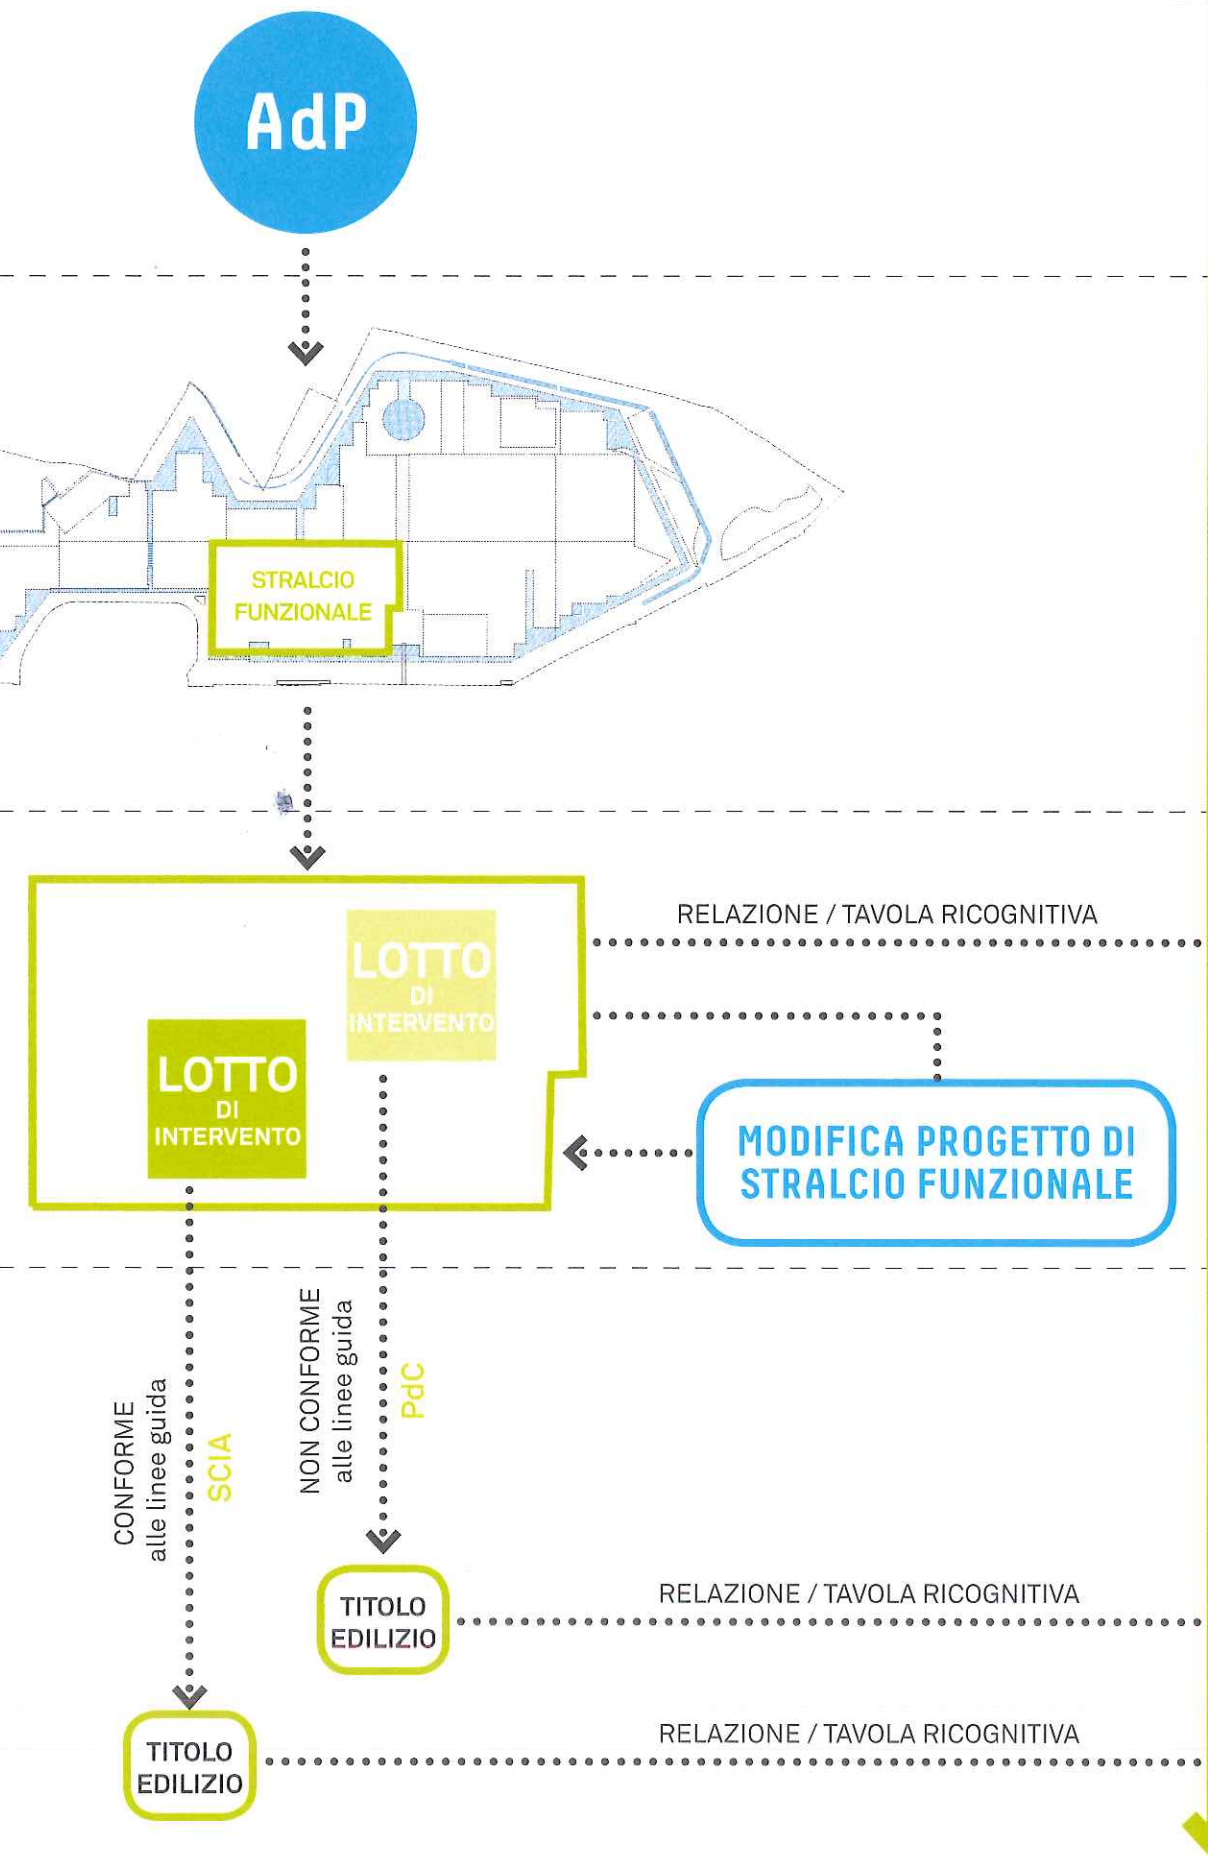 AdP
STRALCIO
FUNZIONALE
RELAZIONE / TAVOLA RICOGNITIVA
LOTTO
DI
INTERVENTO
LOTTO
DI
INTERVENTO
MODIFICA PROGETTO DI
STRALCIO FUNZIONALE
CONFORME
alle linee guida
SCIA
NON CONFORME
alle linee guida
PdC
TITOLO
EDILIZIO
RELAZIONE / TAVOLA RICOGNITIVA
TITOLO
EDILIZIO
RELAZIONE / TAVOLA RICOGNITIVA